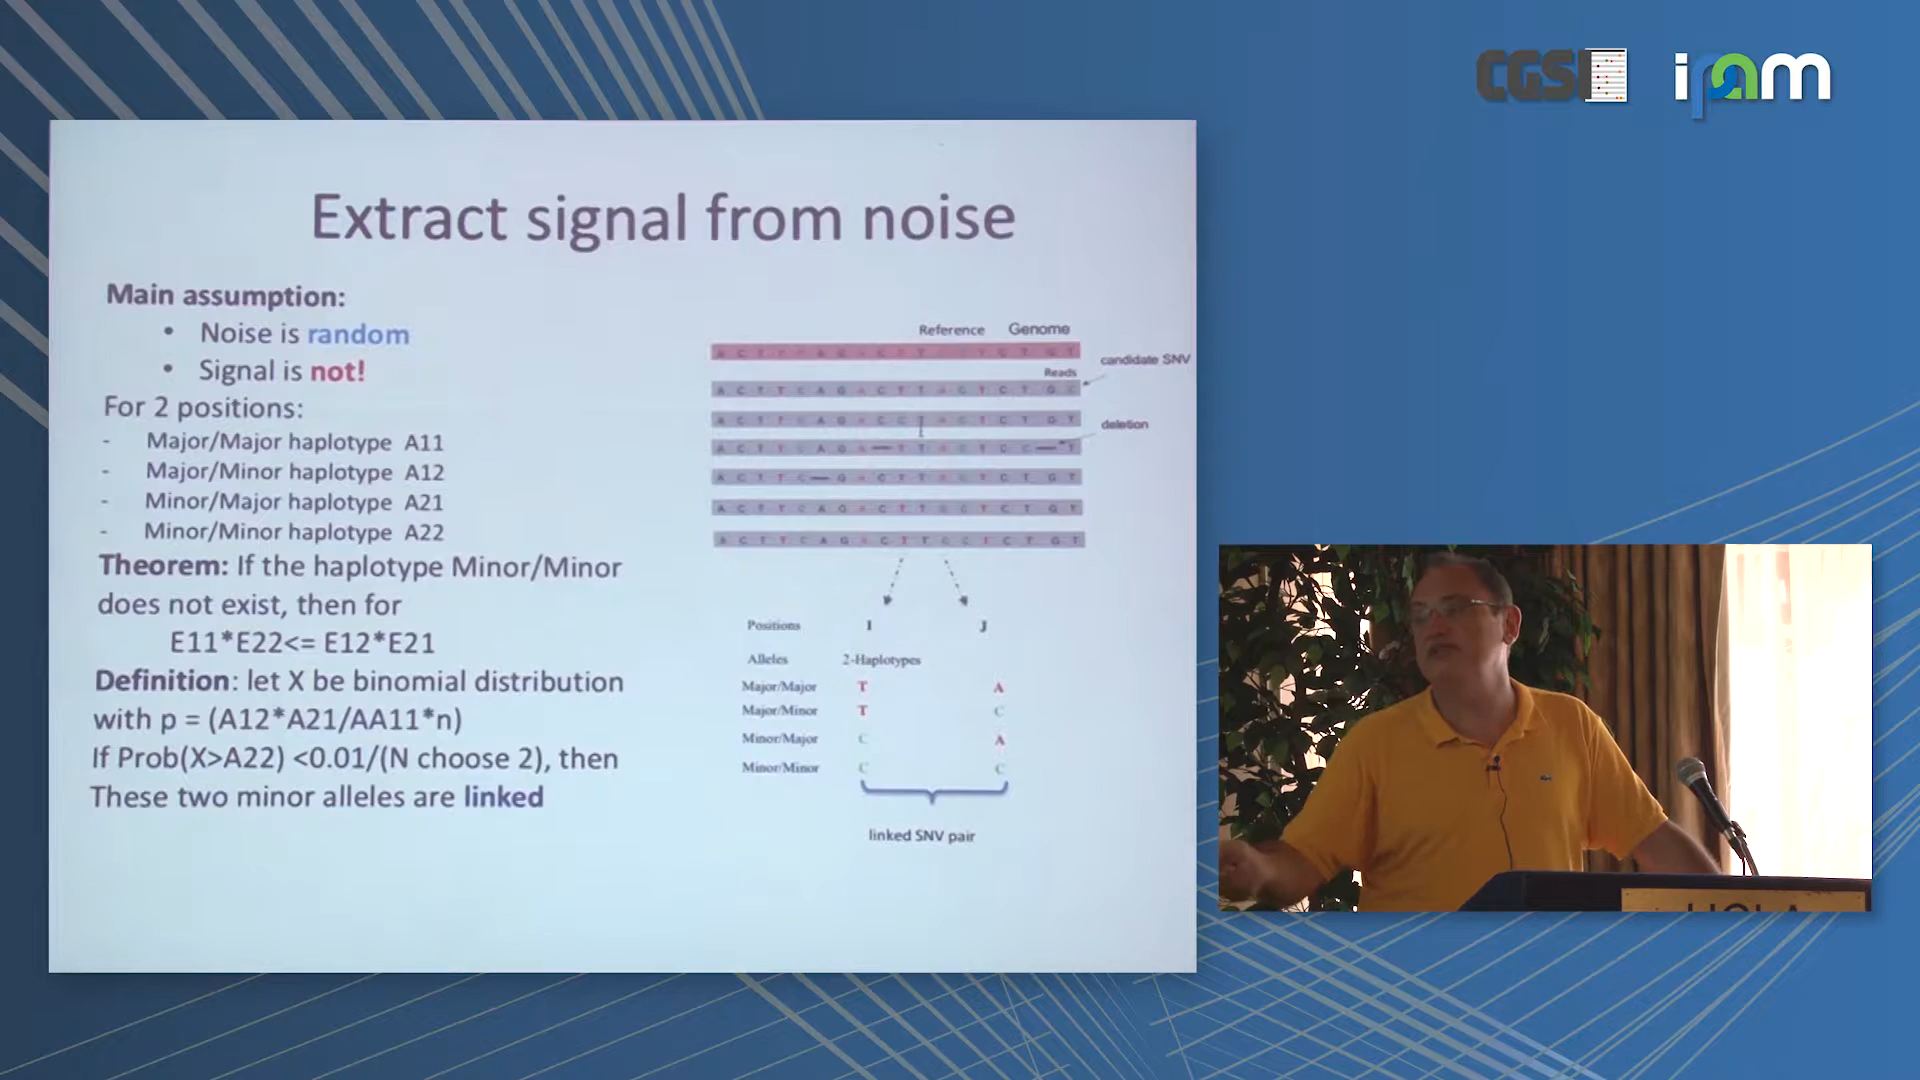 CGSI
ipam
Extract signal from noise
Main assumption:
• Noise is random
• Signal is not!
For 2 positions:
- Major/Major haplotype A11
- Major/Minor haplotype A12
- Minor/Major haplotype A21
- Minor/Minor haplotype A22
Theorem: If the haplotype Minor/Minor
does not exist, then for
E11*E22<= E12*E21
Definition: let X be binomial distribution
with p = (A12*A21/AA11*n)
If Prob(X>A22) <0.01/(N choose 2), then
These two minor alleles are linked
Reference Genome
candidate SNV
Reads
deletion
Positions I J
Alleles 2-Haplotypes
Major/Major T A
Major/Minor T C
Minor/Major C A
Minor/Minor C C
linked SNV pair